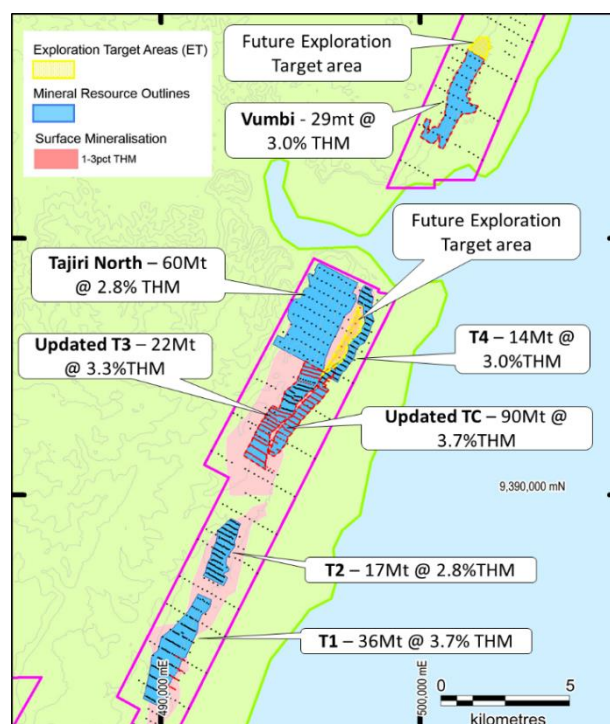 Exploration Target Areas (ET)
Mineral Resource Outlines
Surface Mineralisation
1-3pct THM
Future Exploration
Target area
Vumbi - 29mt @
3.0% THM
Future Exploration
Target area
Tajiri North – 60Mt
@ 2.8% THM
Updated T3 – 22Mt
@ 3.3%THM
T4 – 14Mt @
3.0%THM
Updated TC – 90Mt @
3.7%THM
9,390,000 mN
T2 – 17Mt @ 2.8%THM
T1 – 36Mt @ 3.7% THM
490,000 mE
500,000 mE
0 5
kilometres